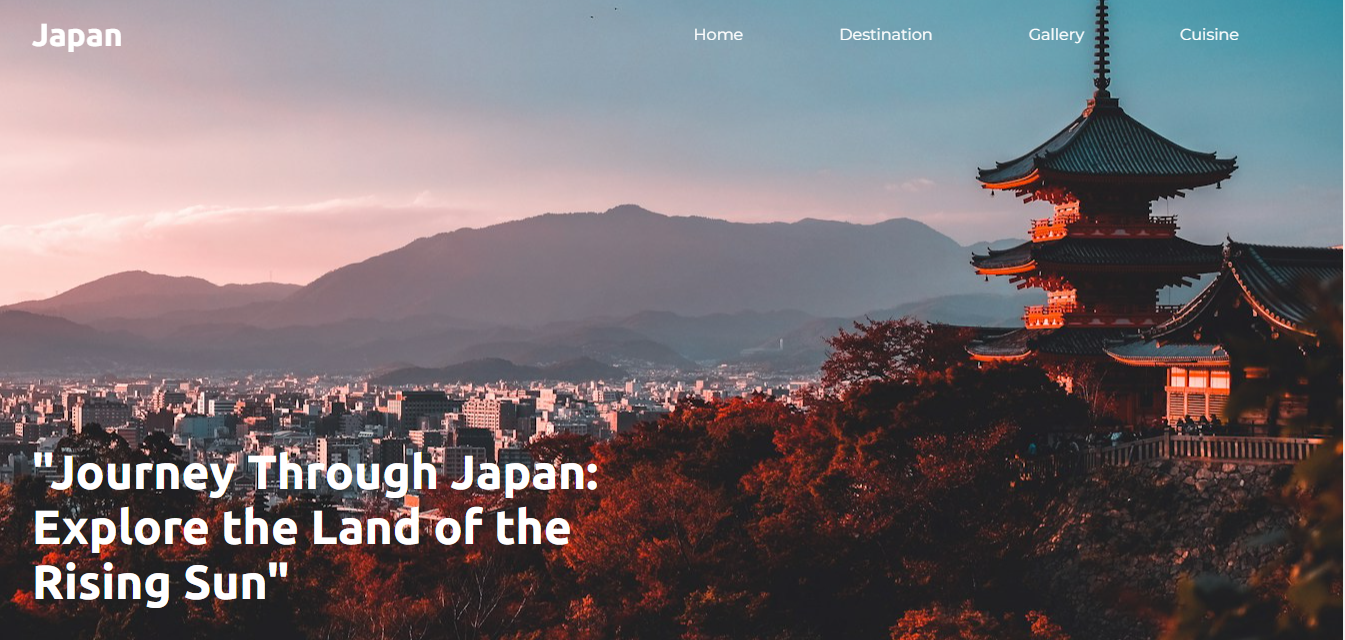 Japan
Home
Destination
Gallery
Cuisine
"Journey Through Japan:
Explore the Land of the
Rising Sun"